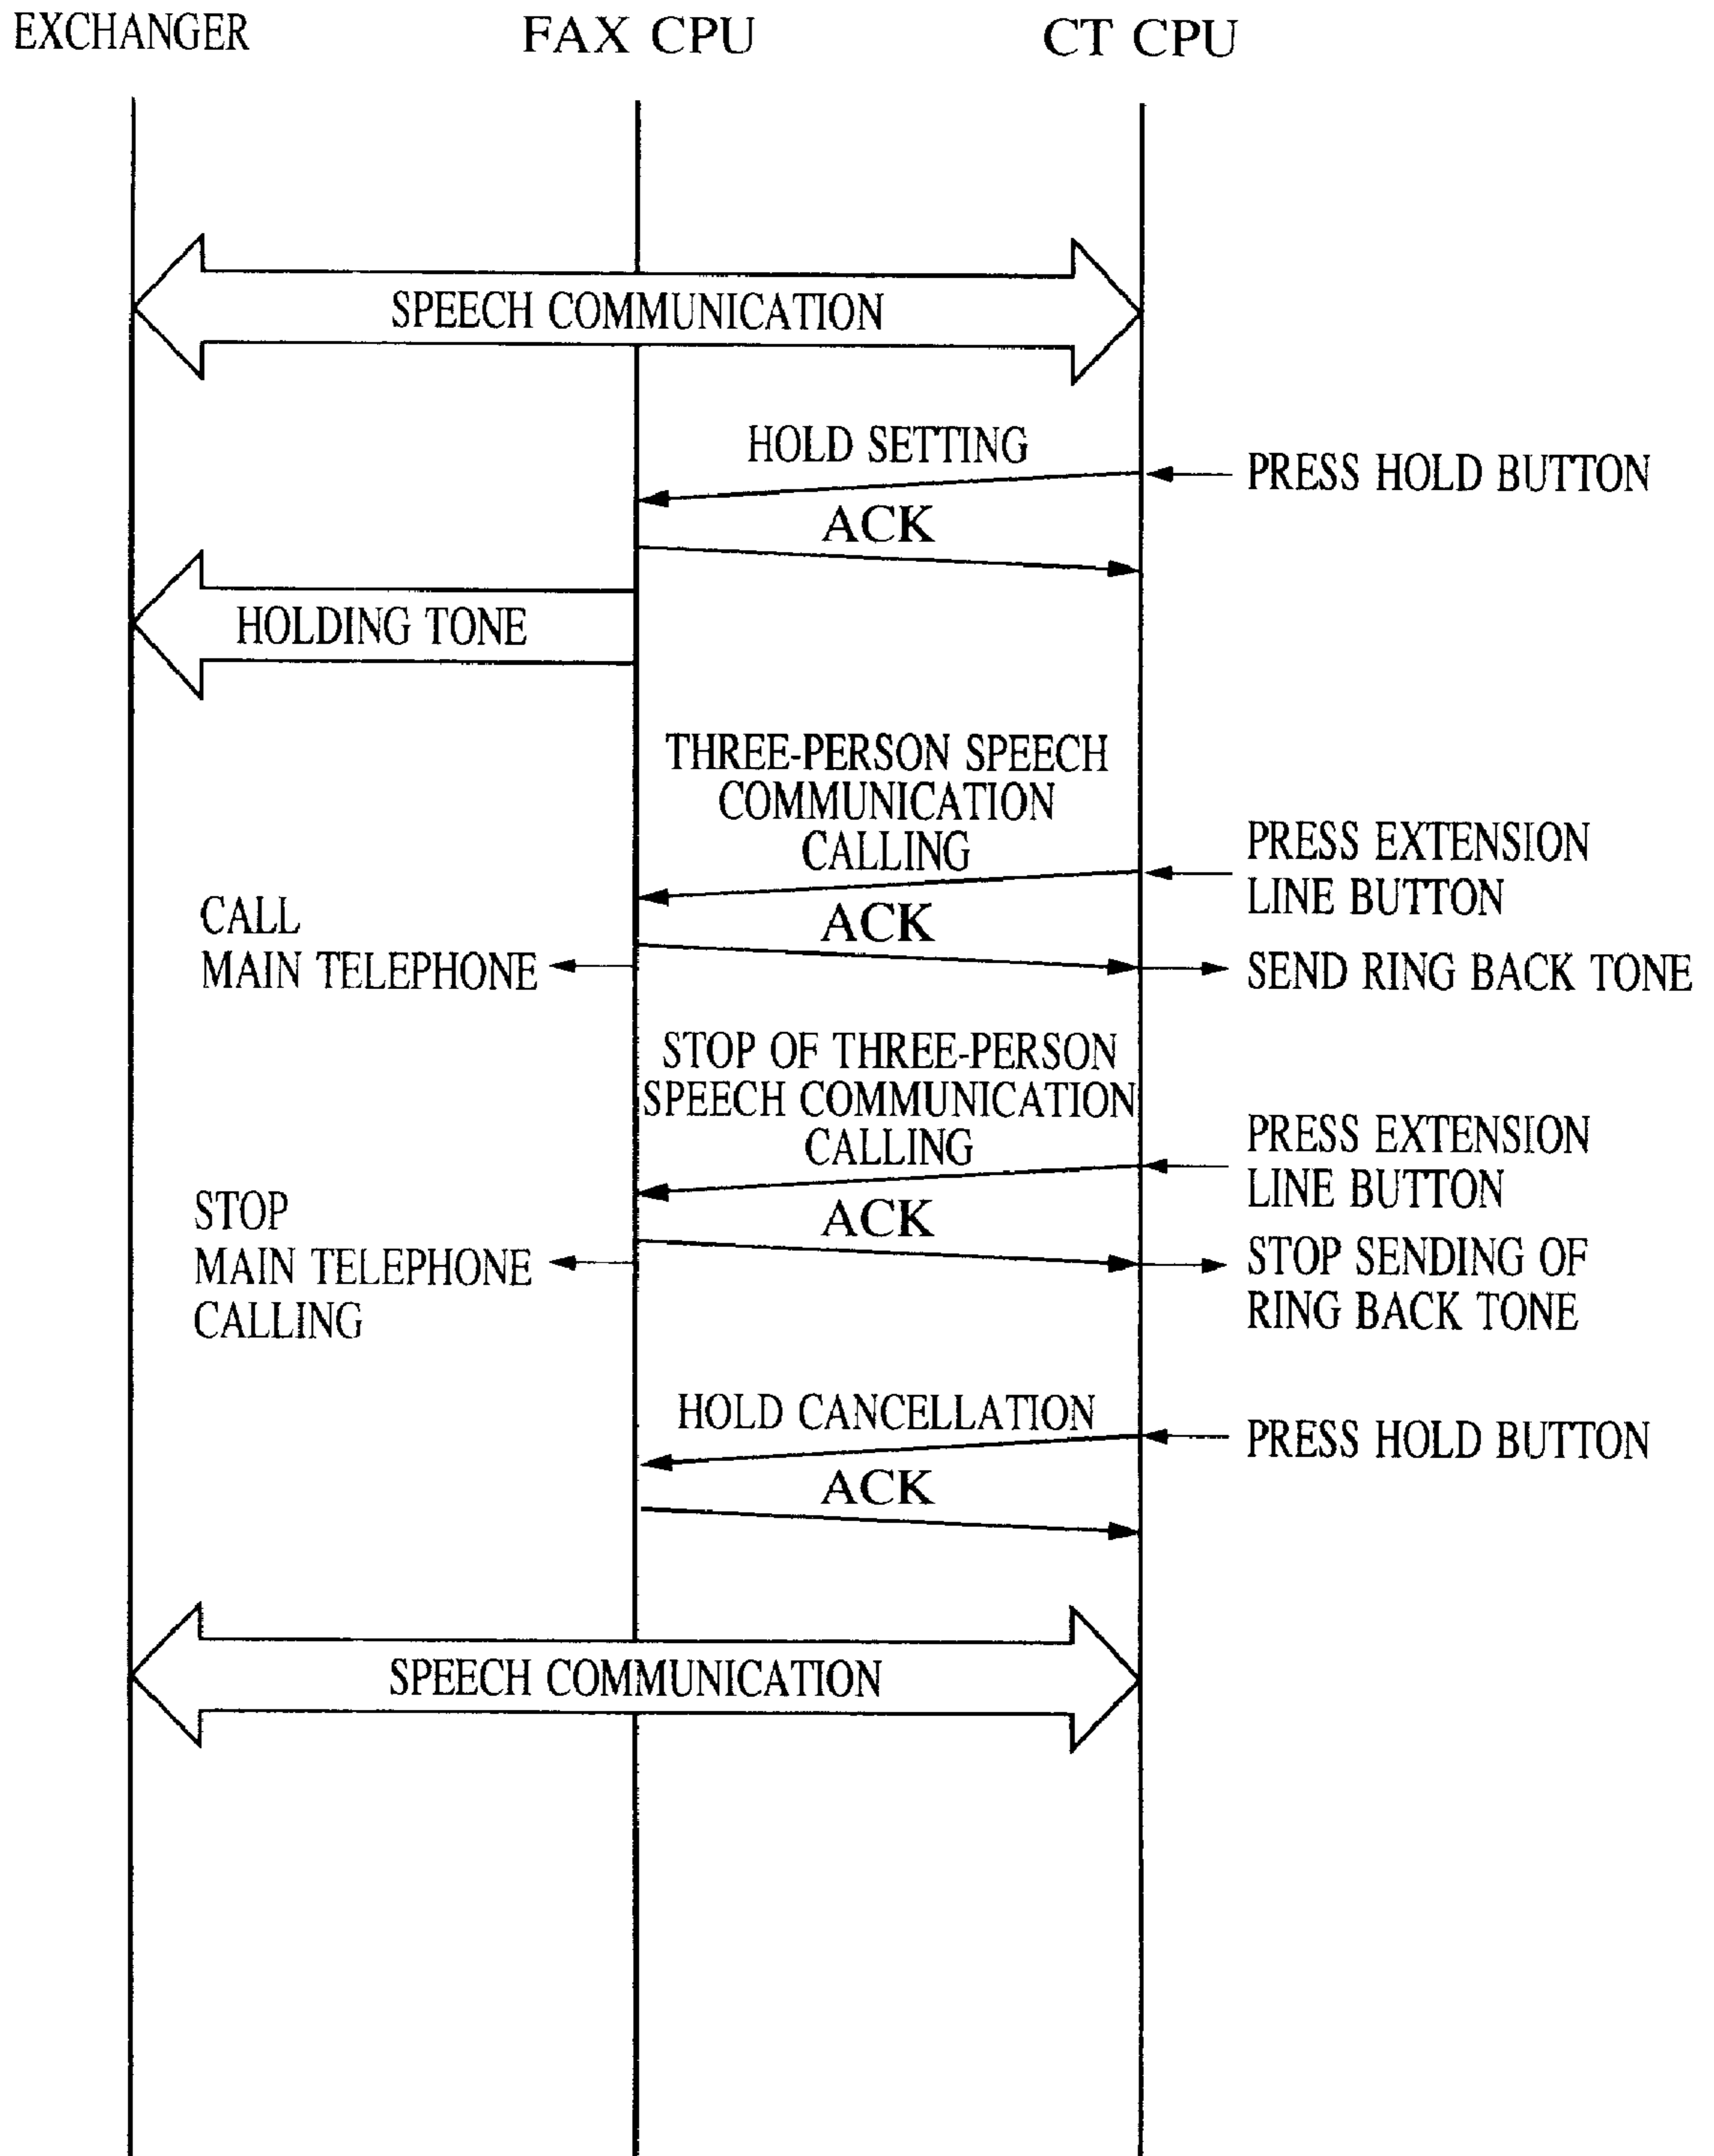 EXCHANGER
FAX CPU
CT CPU
SPEECH COMMUNICATION
HOLD SETTING
PRESS HOLD BUTTON
ACK
HOLDING TONE
THREE-PERSON SPEECH
COMMUNICATION
CALLING
PRESS EXTENSION
LINE BUTTON
ACK
CALL
MAIN TELEPHONE
SEND RING BACK TONE
STOP OF THREE-PERSON
SPEECH COMMUNICATION
CALLING
PRESS EXTENSION
LINE BUTTON
ACK
STOP
MAIN TELEPHONE
CALLING
STOP SENDING OF
RING BACK TONE
HOLD CANCELLATION
PRESS HOLD BUTTON
ACK
SPEECH COMMUNICATION